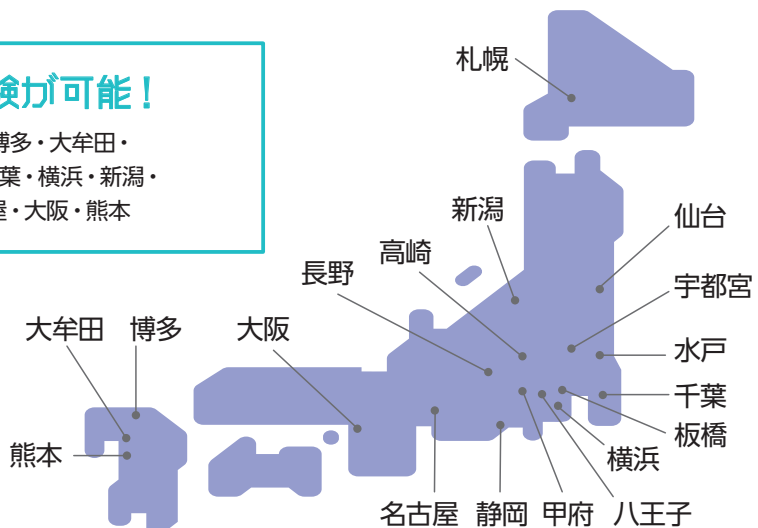 験が可能！
博多・大牟田・
葉・横浜・新潟・
屋・大阪・熊本
札幌
新潟
仙台
高崎
長野
宇都宮
大牟田
博多
大阪
水戸
千葉
板橋
熊本
横浜
名古屋
静岡
甲府
八王子